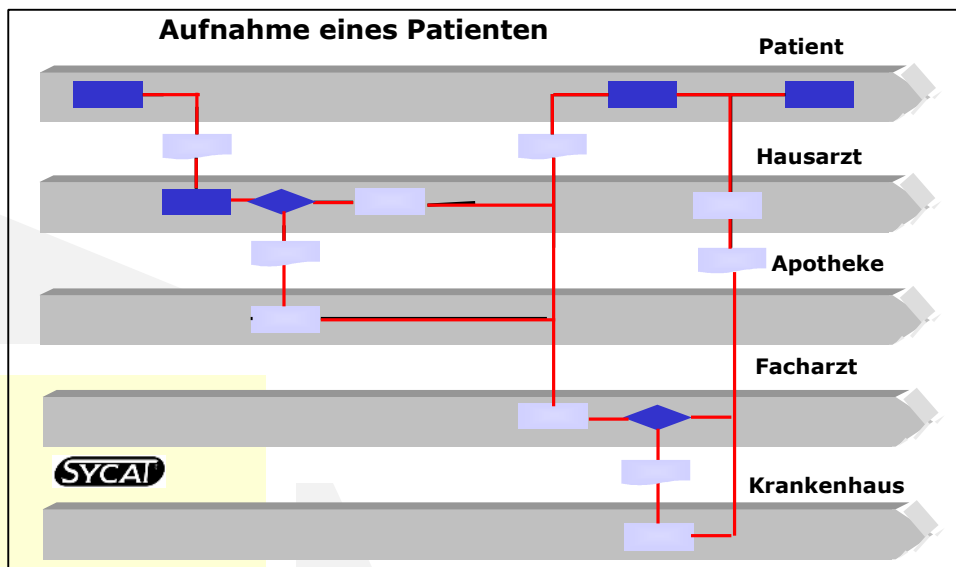 Aufnahme eines Patienten
Patient
Hausarzt
Apotheke
Facharzt
SYCAT
Krankenhaus